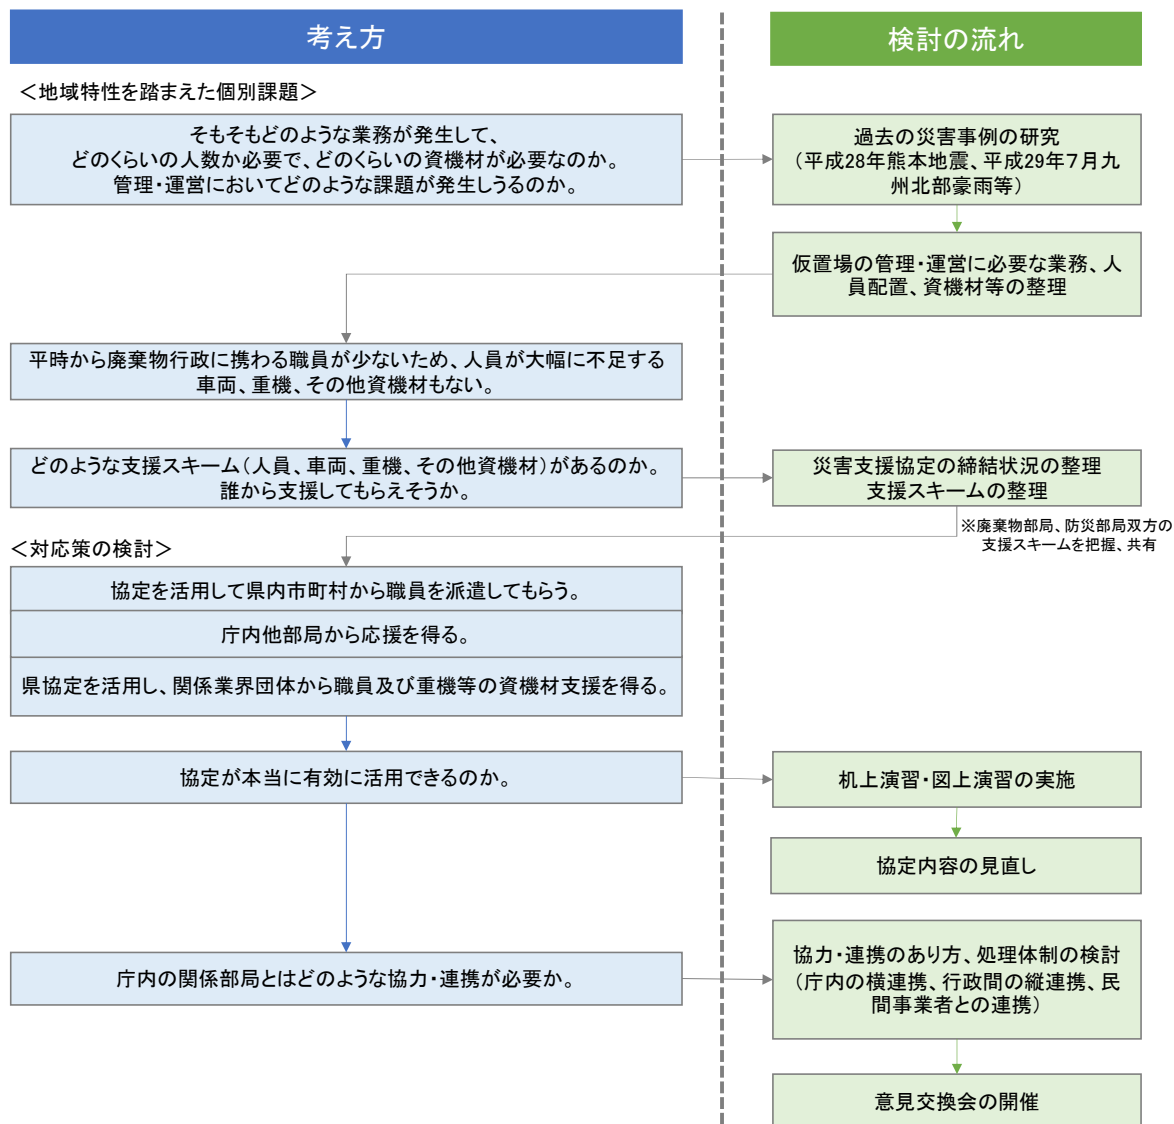 考え方
検討の流れ
＜地域特性を踏まえた個別課題＞
そもそもどのような業務が発生して、
どのくらいの人数か必要で、どのくらいの資機材が必要なのか。
管理・運営においてどのような課題が発生しうるのか。
過去の災害事例の研究
（平成28年熊本地震、平成29年７月九
州北部豪雨等）
仮置場の管理・運営に必要な業務、人
員配置、資機材等の整理
平時から廃棄物行政に携わる職員が少ないため、人員が大幅に不足する
車両、重機、その他資機材もない。
どのような支援スキーム（人員、車両、重機、その他資機材）があるのか。
誰から支援してもらえそうか。
災害支援協定の締結状況の整理
支援スキームの整理
※廃棄物部局、防災部局双方の
支援スキームを把握、共有
＜対応策の検討＞
協定を活用して県内市町村から職員を派遣してもらう。
庁内他部局から応援を得る。
県協定を活用し、関係業界団体から職員及び重機等の資機材支援を得る。
協定が本当に有効に活用できるのか。
机上演習・図上演習の実施
協定内容の見直し
庁内の関係部局とはどのような協力・連携が必要か。
協力・連携のあり方、処理体制の検討
（庁内の横連携、行政間の縦連携、民
間事業者との連携）
意見交換会の開催